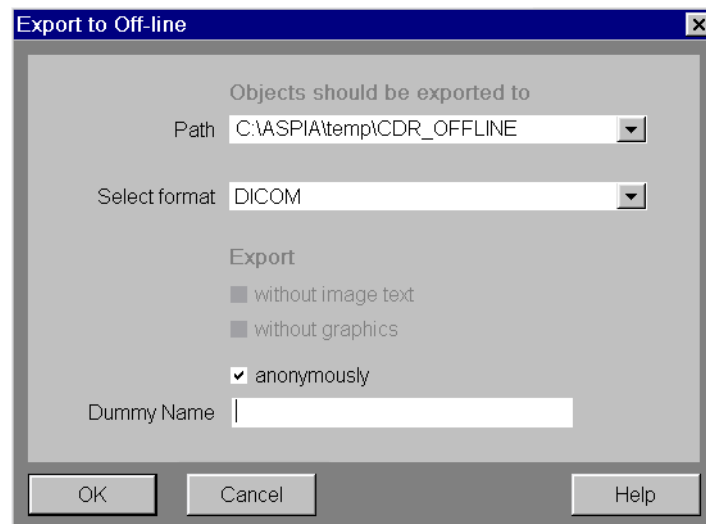 Export to Off-line
Objects should be exported to
Path C:\ASPIA\temp\CDR_OFFLINE
Select format DICOM
Export
without image text
without graphics
anonymously
Dummy Name
OK Cancel Help